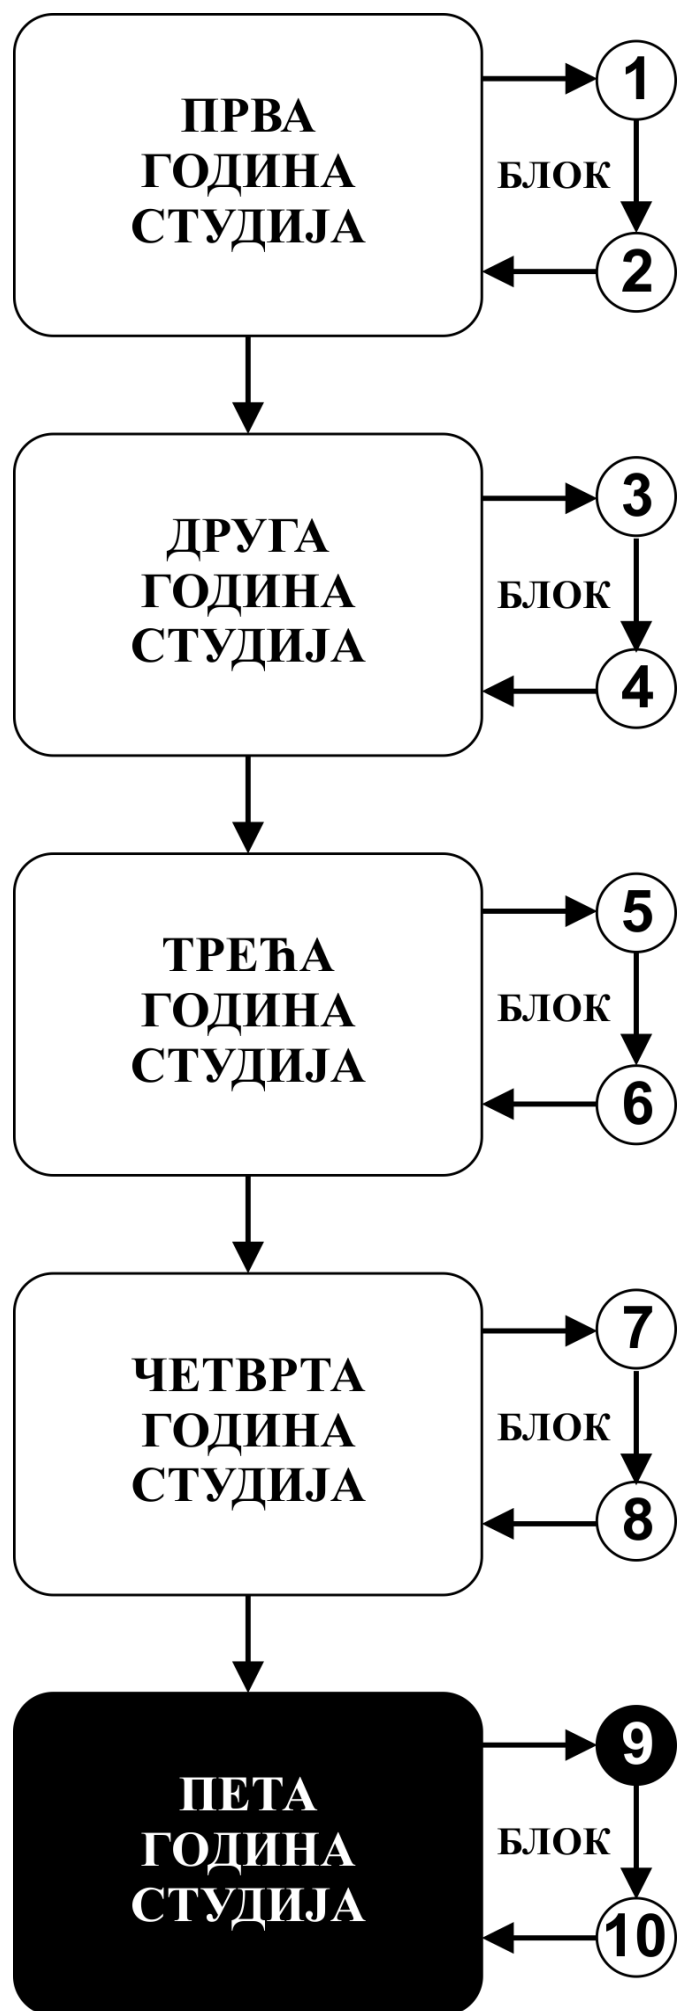 ПРВА
ГОДИНА
СТУДИЈА
1
БЛОК
2
ДРУГА
ГОДИНА
СТУДИЈА
3
БЛОК
4
ТРЕЋА
ГОДИНА
СТУДИЈА
5
БЛОК
6
ЧЕТВРТА
ГОДИНА
СТУДИЈА
7
БЛОК
8
ПЕТА
ГОДИНА
СТУДИЈА
9
БЛОК
10